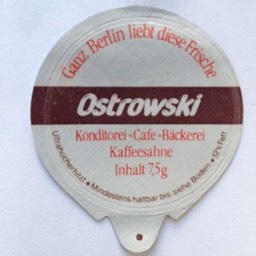 Ganz Berlin liebt diese Frische
Ostrowski
Konditorei-Cafe-Bäckerei
Kaffeesahne
Inhalt 7,5g
Ultrahocherhitzt • Mindestens haltbar bis: siehe Boden • 12% Fett